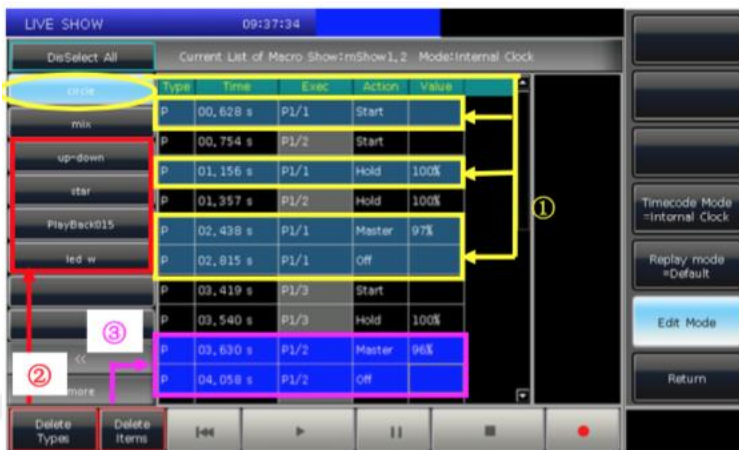 LIVE SHOW 09:37:34
DisSelect All Current List of Macro Show:mShow1,2 Mode:Internal Clock
circle
mix
up-down
star
PlayBack015
led w
<<
more
Type Time Exec Action Value
P 00,628 s P1/1 Start
P 00,754 s P1/2 Start
P 01,156 s P1/1 Hold 100%
P 01,357 s P1/2 Hold 100%
P 02,438 s P1/1 Master 97%
P 02,815 s P1/1 Off
P 03,419 s P1/3 Start
P 03,540 s P1/3 Hold 100%
P 03,630 s P1/2 Master 96%
P 04,058 s P1/2 Off
①
②
③
Timecode Mode
=Internal Clock
Replay mode
=Default
Edit Mode
Return
Delete
Types
Delete
Items